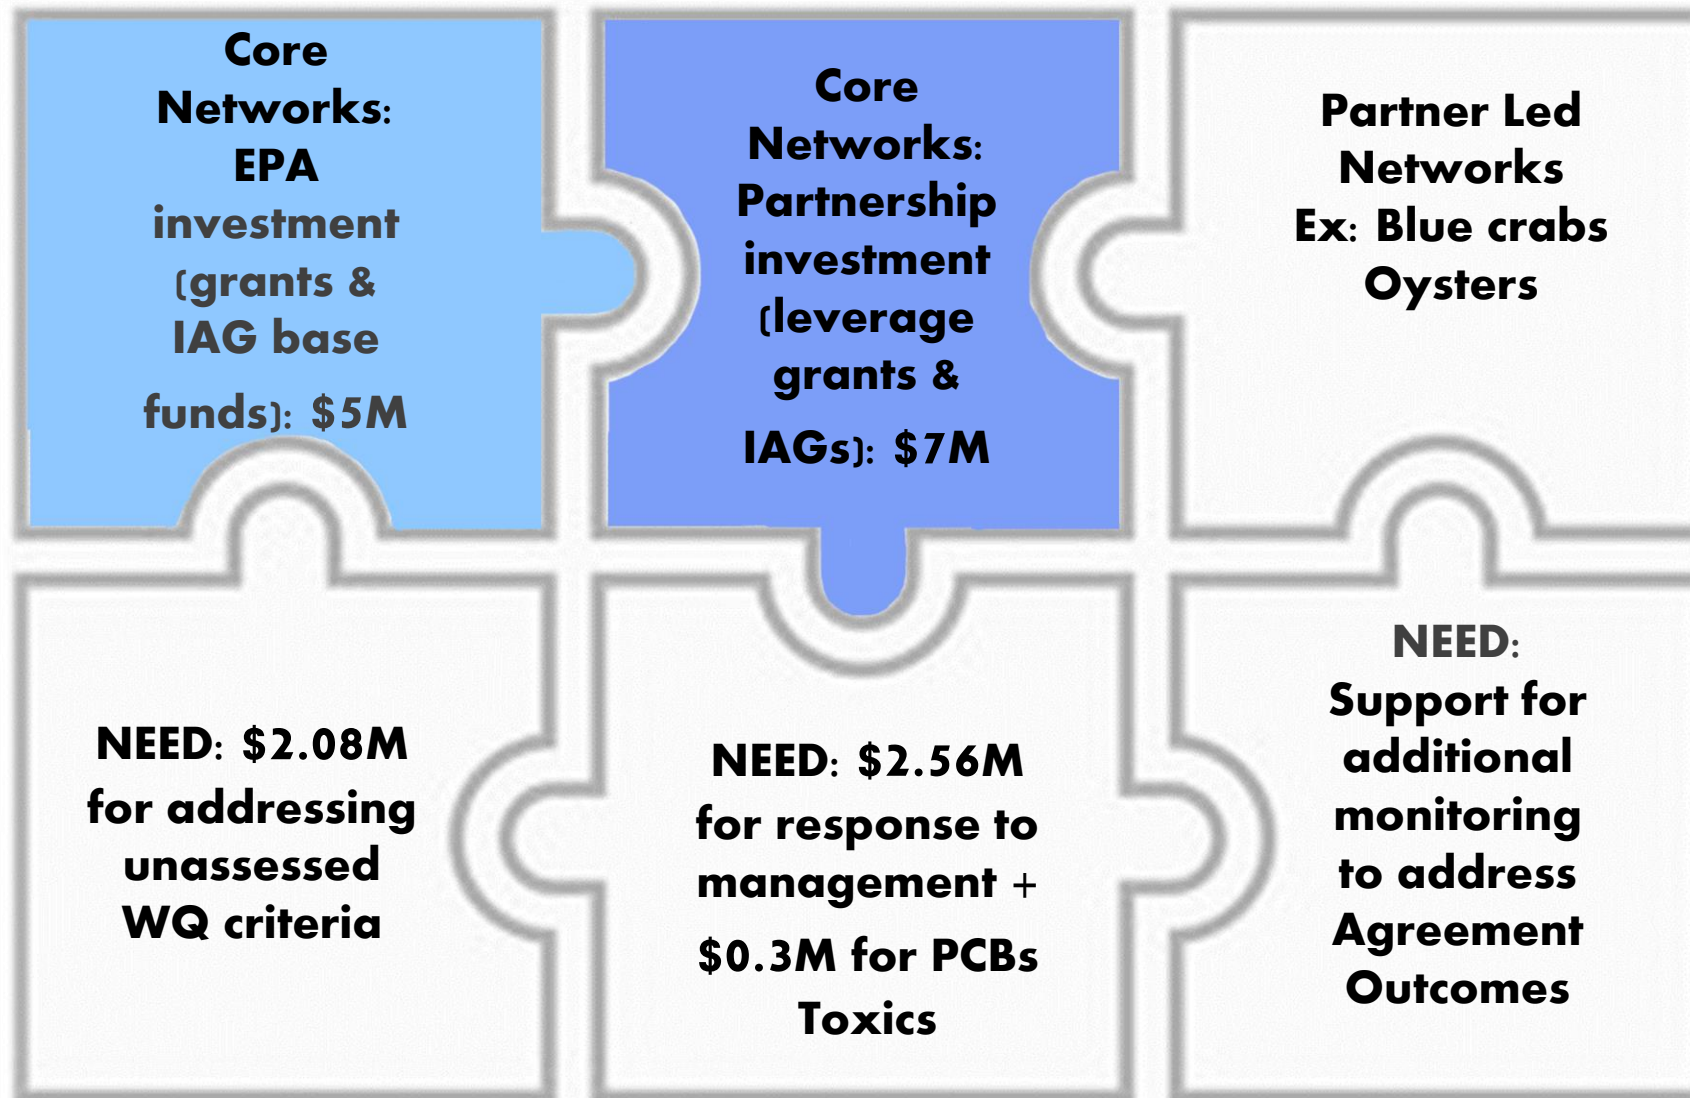 Core
Networks:
EPA
investment
(grants &
IAG base
funds): $5M
Core
Networks:
Partnership
investment
(leverage
grants &
IAGs): $7M
Partner Led
Networks
Ex: Blue crabs
Oysters
NEED: $2.08M
for addressing
unassessed
WQ criteria
NEED: $2.56M
for response to
management +
$0.3M for PCBs
Toxics
NEED:
Support for
additional
monitoring
to address
Agreement
Outcomes